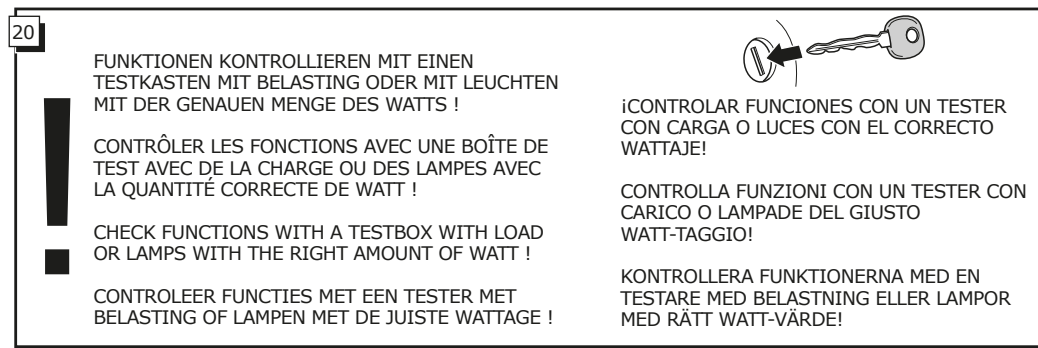 20
FUNKTIONEN KONTROLLIEREN MIT EINEN
TESTKASTEN MIT BELASTING ODER MIT LEUCHTEN
MIT DER GENAUEN MENGE DES WATTS !
CONTRÔLER LES FONCTIONS AVEC UNE BOÎTE DE
TEST AVEC DE LA CHARGE OU DES LAMPES AVEC
LA QUANTITÉ CORRECTE DE WATT !
CHECK FUNCTIONS WITH A TESTBOX WITH LOAD
OR LAMPS WITH THE RIGHT AMOUNT OF WATT !
CONTROLEER FUNCTIES MET EEN TESTER MET
BELASTING OF LAMPEN MET DE JUISTE WATTAGE !
!
¡CONTROLAR FUNCIONES CON UN TESTER
CON CARGA O LUCES CON EL CORRECTO
WATTAJE!
CONTROLLA FUNZIONI CON UN TESTER CON
CARICO O LAMPADE DEL GIUSTO
WATT-TAGGIO!
KONTROLLERA FUNKTIONERNA MED EN
TESTARE MED BELASTNING ELLER LAMPOR
MED RÄTT WATT-VÄRDE!